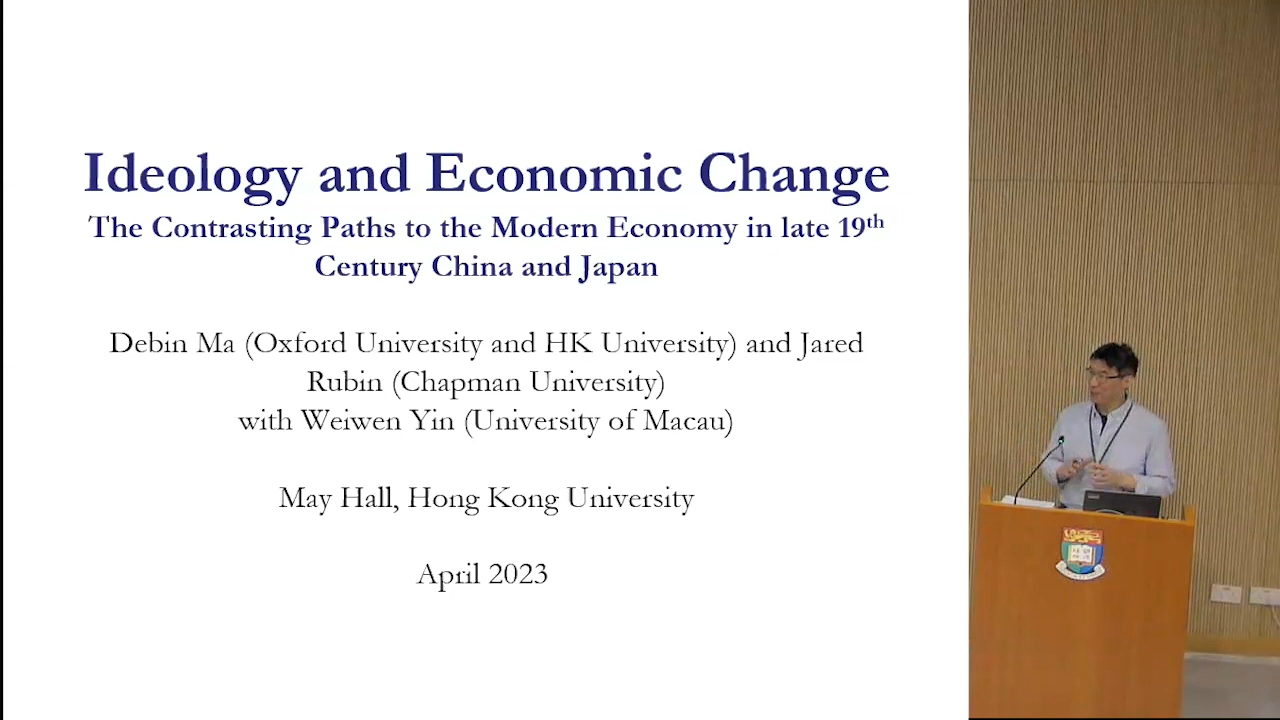 Ideology and Economic Change
The Contrasting Paths to the Modern Economy in late 19th
Century China and Japan
Debin Ma (Oxford University and HK University) and Jared
Rubin (Chapman University)
with Weiwen Yin (University of Macau)
May Hall, Hong Kong University
April 2023